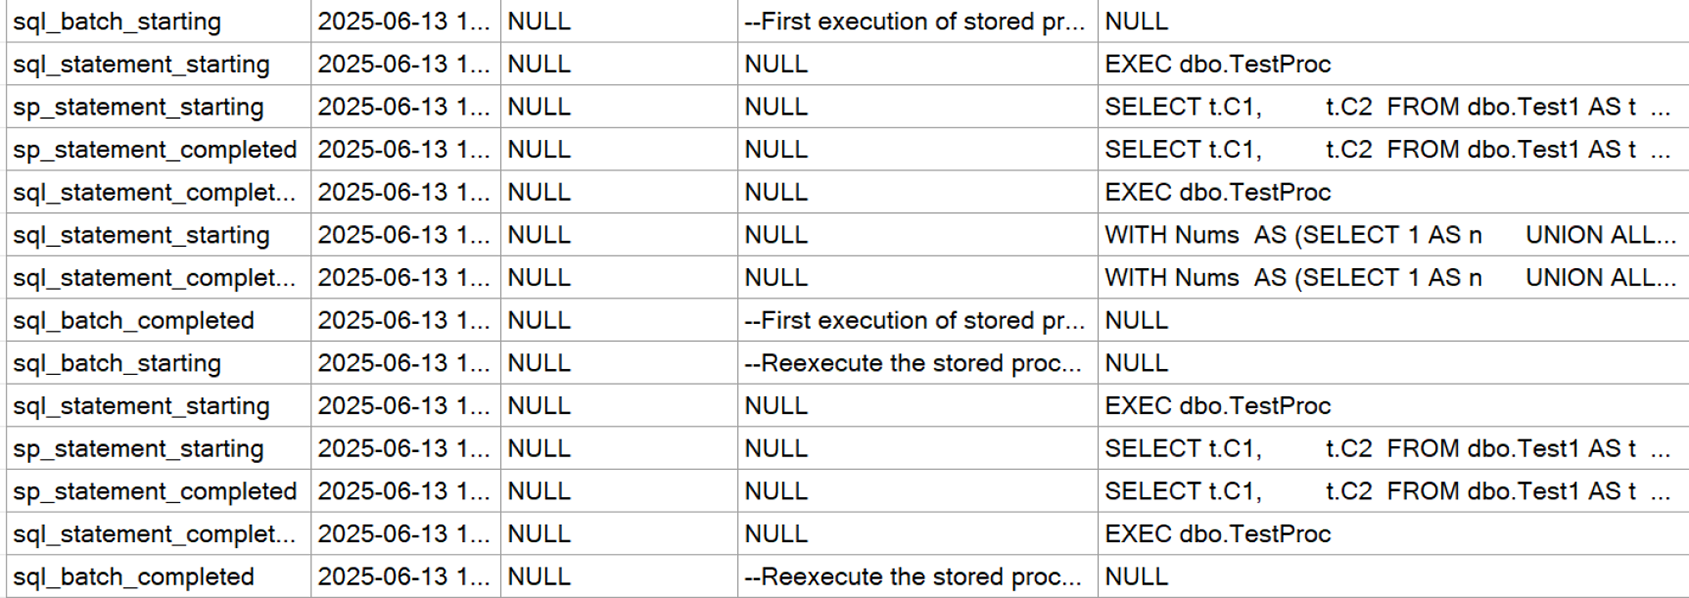 sql_batch_starting 2025-06-13 1... NULL --First execution of stored pr... NULL
sql_statement_starting 2025-06-13 1... NULL NULL EXEC dbo.TestProc
sp_statement_starting 2025-06-13 1... NULL NULL SELECT t.C1, t.C2 FROM dbo.Test1 AS t ...
sp_statement_completed 2025-06-13 1... NULL NULL SELECT t.C1, t.C2 FROM dbo.Test1 AS t ...
sql_statement_complet... 2025-06-13 1... NULL NULL EXEC dbo.TestProc
sql_statement_starting 2025-06-13 1... NULL NULL WITH Nums AS (SELECT 1 AS n UNION ALL...
sql_statement_complet... 2025-06-13 1... NULL NULL WITH Nums AS (SELECT 1 AS n UNION ALL...
sql_batch_completed 2025-06-13 1... NULL --First execution of stored pr... NULL
sql_batch_starting 2025-06-13 1... NULL --Reexecute the stored proc... NULL
sql_statement_starting 2025-06-13 1... NULL NULL EXEC dbo.TestProc
sp_statement_starting 2025-06-13 1... NULL NULL SELECT t.C1, t.C2 FROM dbo.Test1 AS t ...
sp_statement_completed 2025-06-13 1... NULL NULL SELECT t.C1, t.C2 FROM dbo.Test1 AS t ...
sql_statement_complet... 2025-06-13 1... NULL NULL EXEC dbo.TestProc
sql_batch_completed 2025-06-13 1... NULL --Reexecute the stored proc... NULL